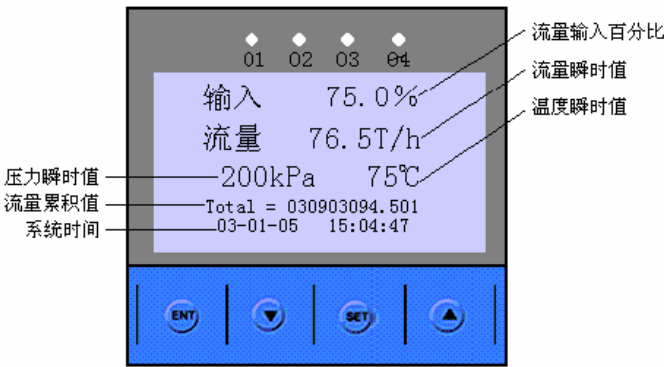 01 02 03 04
流量输入百分比
输入 75.0%
流量瞬时值
流量 76.5T/h
温度瞬时值
压力瞬时值
200kPa 75℃
流量累积值
Total = 030903094.501
系统时间
03-01-05 15:04:47
ENT SET